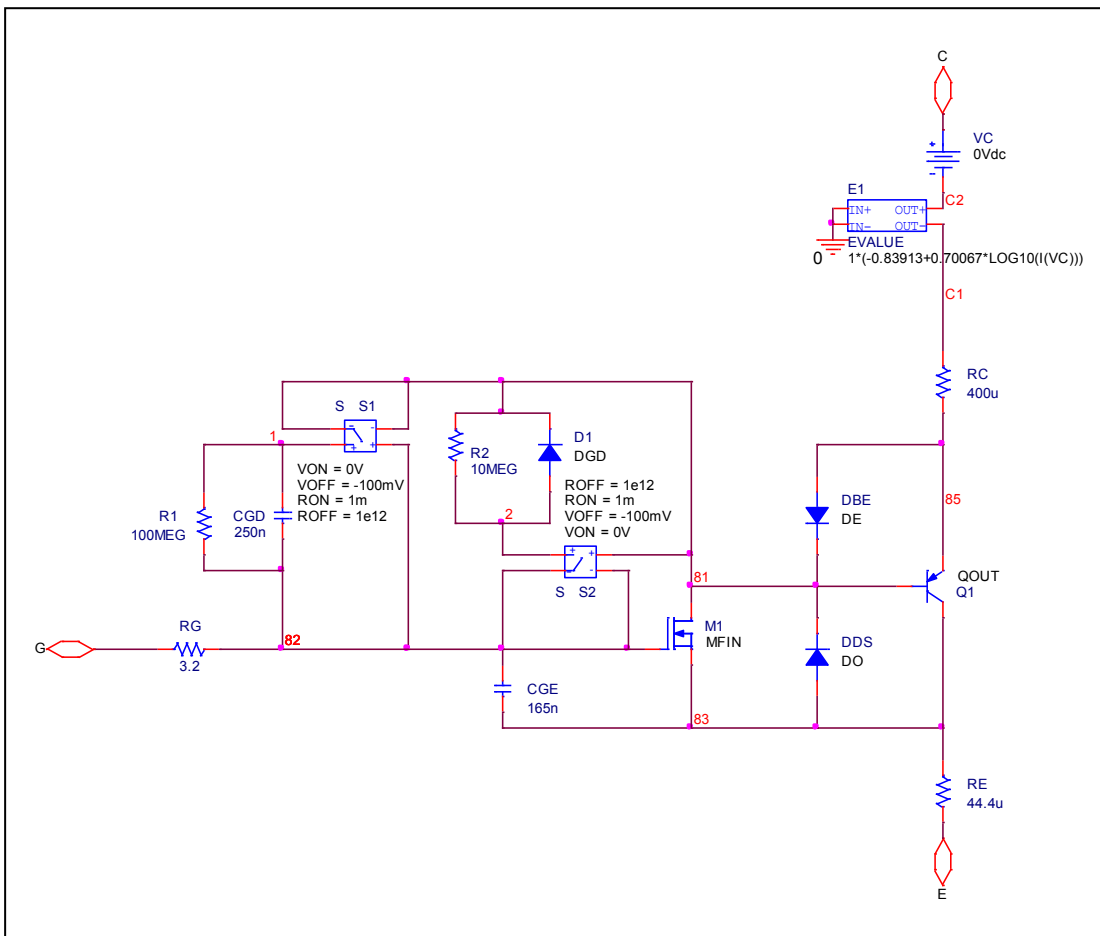 C
VC
0Vdc
E1
C2
IN+ OUT+
IN- OUT-
EVALUE
0
1*(-0.83913+0.70067*LOG10(I(VC)))
C1
RC
400u
S S1
1
VON = 0V
VOFF = -100mV
RON = 1m
ROFF = 1e12
R1
100MEG
CGD
250n
R2
10MEG
D1
DGD
ROFF = 1e12
RON = 1m
VOFF = -100mV
VON = 0V
2
S S2
DBE
DE
85
81
QOUT
Q1
G
RG
3.2
82
M1
MFIN
DDS
DO
CGE
165n
83
RE
44.4u
E